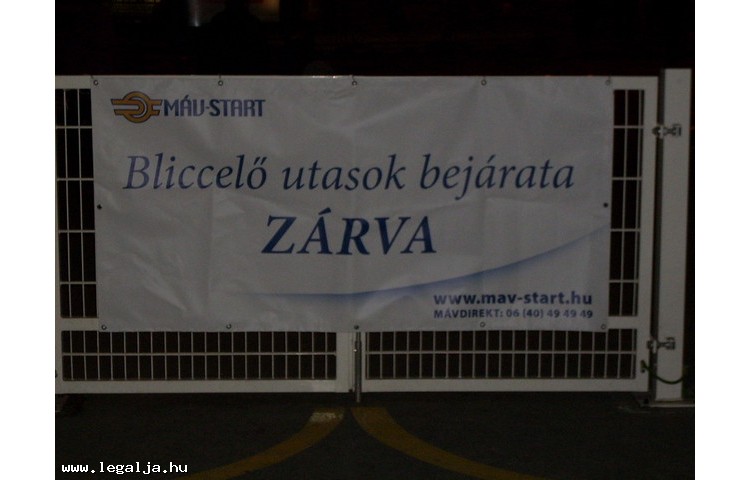 MÁV-START
Bliccelő utasok bejárata
ZÁRVA
www.mav-start.hu
MÁVDIREKT: 06 (40) 49 49 49
www.legalja.hu